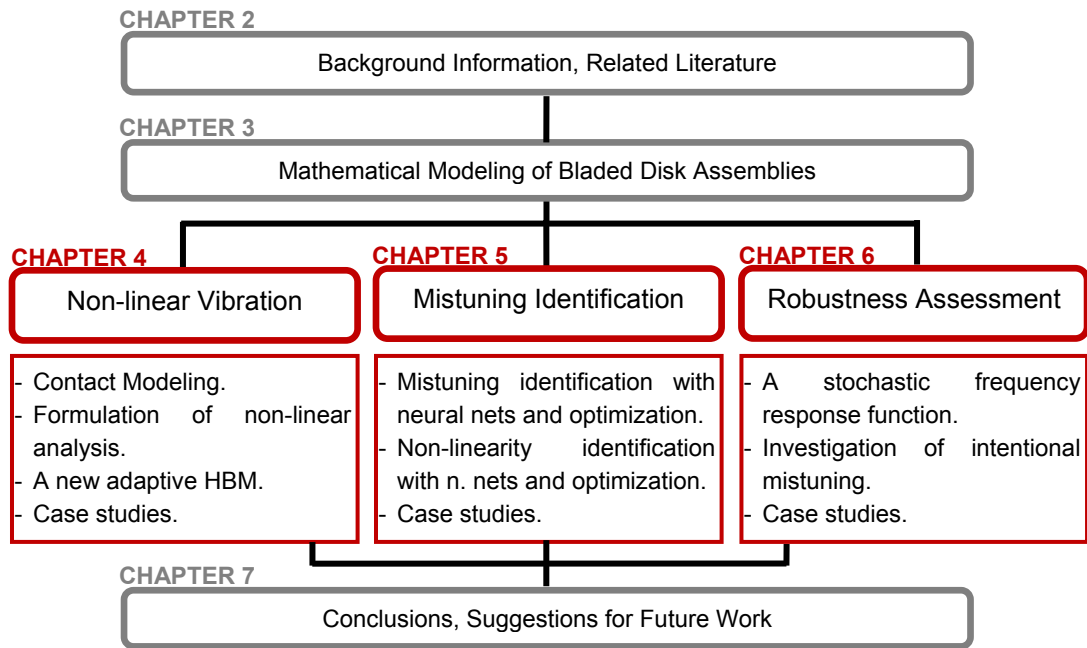 CHAPTER 2
Background Information, Related Literature
CHAPTER 3
Mathematical Modeling of Bladed Disk Assemblies
CHAPTER 4
Non-linear Vibration
- Contact Modeling.
- Formulation of non-linear
analysis.
- A new adaptive HBM.
- Case studies.
CHAPTER 5
Mistuning Identification
- Mistuning identification with
neural nets and optimization.
- Non-linearity identification
with n. nets and optimization.
- Case studies.
CHAPTER 6
Robustness Assessment
- A stochastic frequency
response function.
- Investigation of intentional
mistuning.
- Case studies.
CHAPTER 7
Conclusions, Suggestions for Future Work